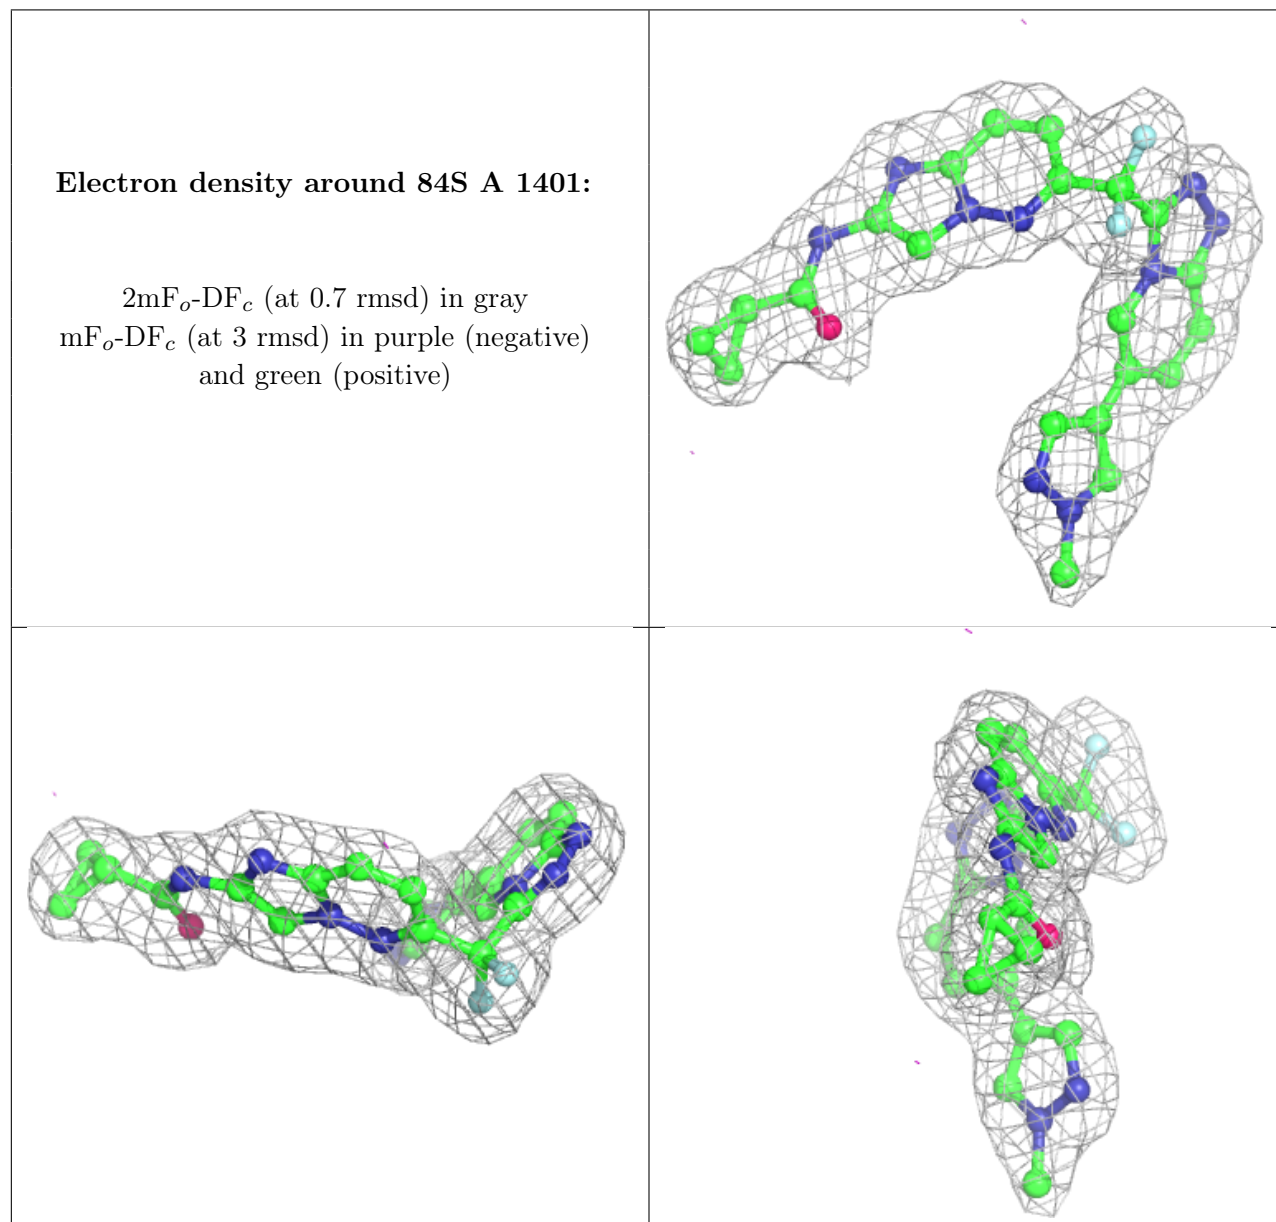 Electron density around 84S A 1401:
2mFo-DFc (at 0.7 rmsd) in gray
mFo-DFc (at 3 rmsd) in purple (negative)
and green (positive)